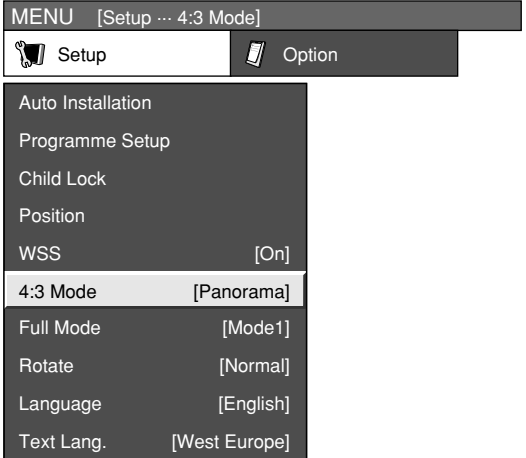 MENU [Setup ··· 4:3 Mode]
Setup Option
Auto Installation
Programme Setup
Child Lock
Position
WSS [On]
4:3 Mode [Panorama]
Full Mode [Mode1]
Rotate [Normal]
Language [English]
Text Lang. [West Europe]